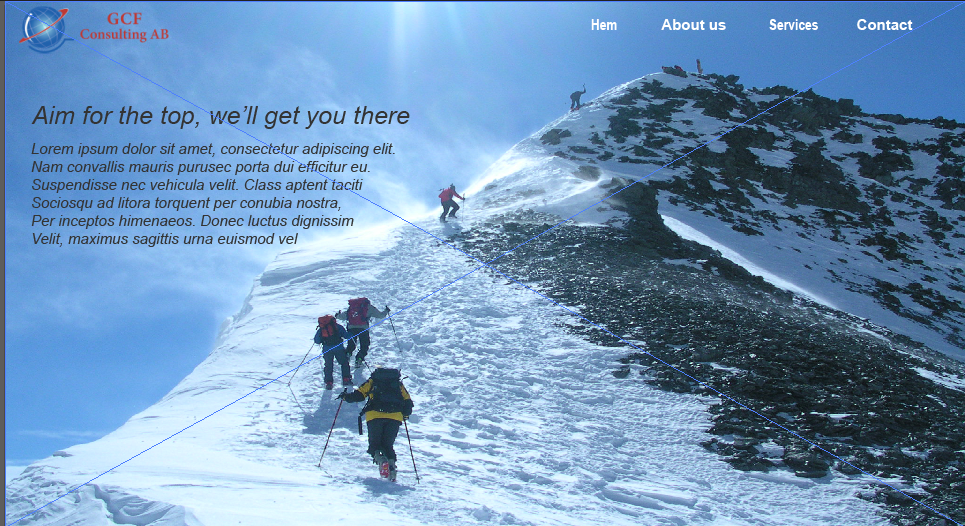 GCF
Consulting AB
Hem About us Services Contact
Aim for the top, we'll get you there
Lorem ipsum dolor sit amet, consectetur adipiscing elit.
Nam convallis mauris purusec porta dui efficitur eu.
Suspendisse nec vehicula velit. Class aptent taciti
Sociosqu ad litora torquent per conubia nostra,
Per inceptos himenaeos. Donec luctus dignissim
Velit, maximus sagittis urna euismod vel